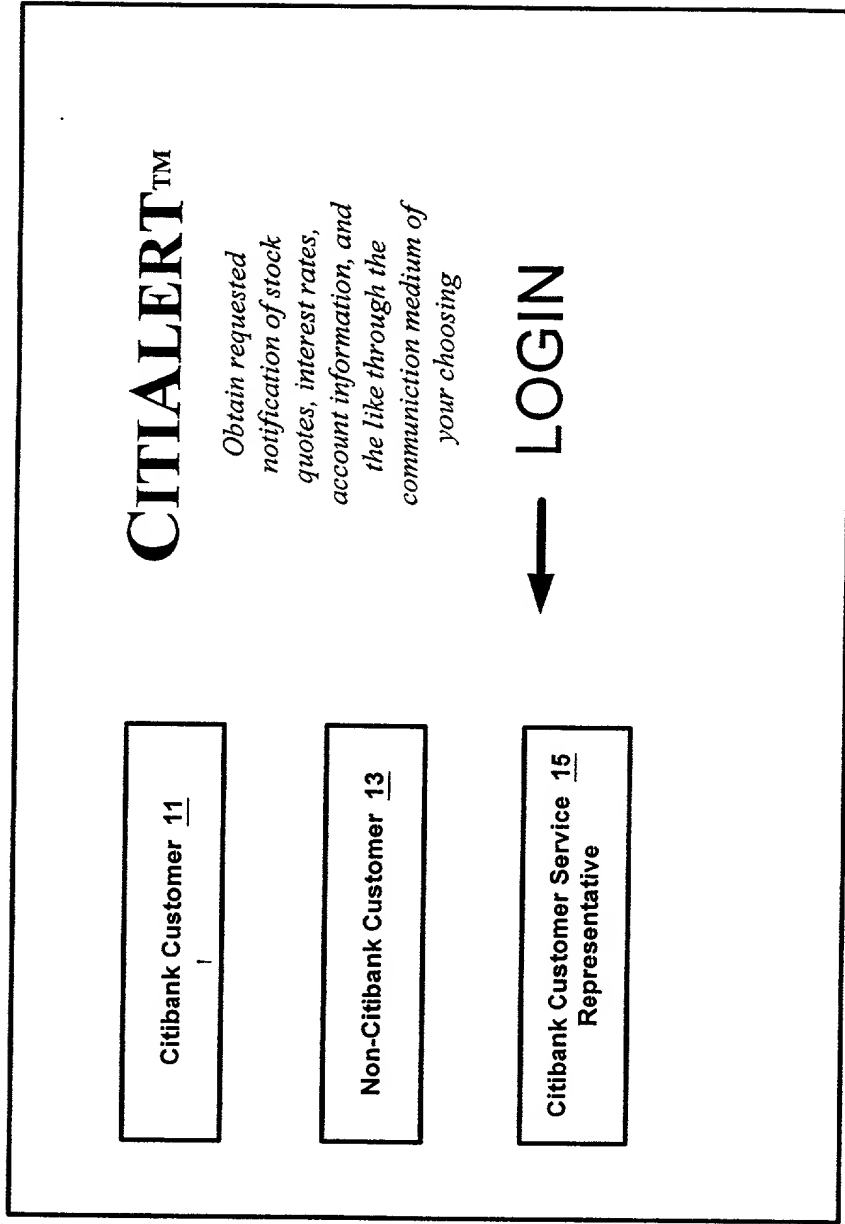 CITIALERT™
Obtain requested
notification of stock
quotes, interest rates,
account information, and
the like through the
communiction medium of
your choosing
LOGIN
Citibank Customer 11
Non-Citibank Customer 13
Citibank Customer Service 15
Representative